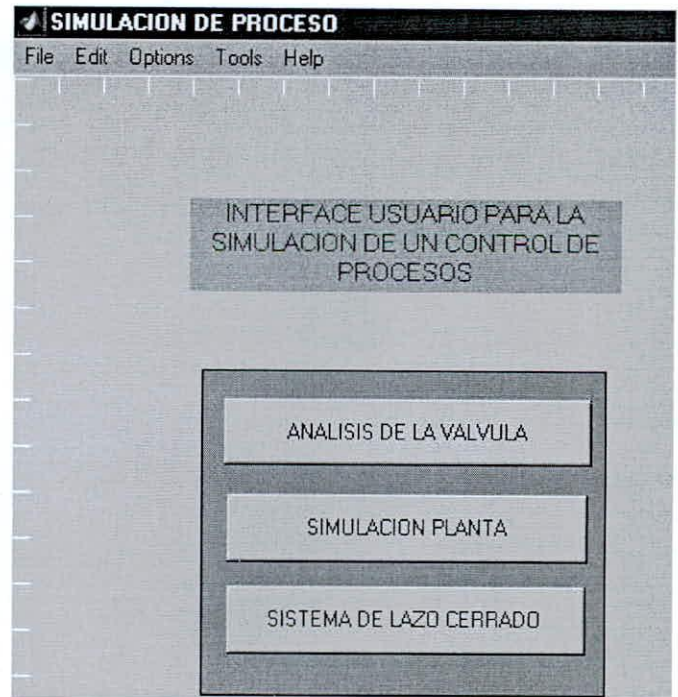 SIMULACION DE PROCESO
File Edit Options Tools Help
INTERFACE USUARIO PARA LA
SIMULACION DE UN CONTROL DE
PROCESOS
ANALISIS DE LA VALVULA
SIMULACION PLANTA
SISTEMA DE LAZO CERRADO